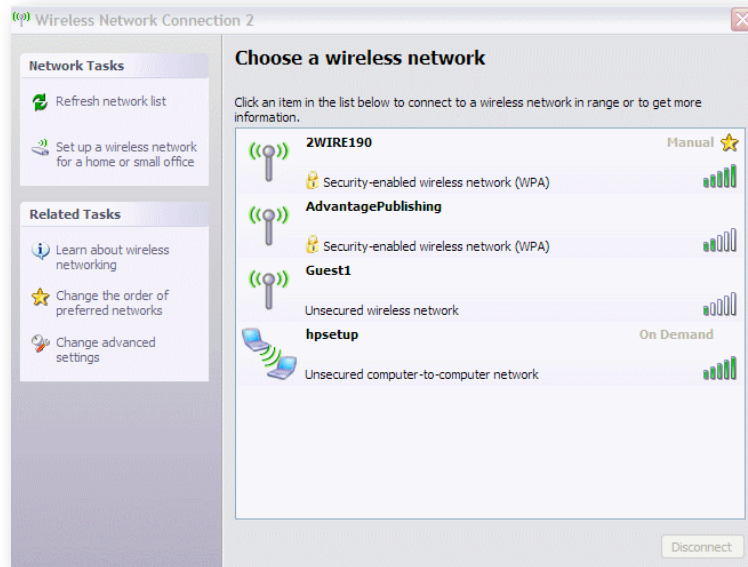 Wireless Network Connection 2
Network Tasks
Refresh network list
Set up a wireless network
for a home or small office
Related Tasks
Learn about wireless
networking
Change the order of
preferred networks
Change advanced
settings
Choose a wireless network
Click an item in the list below to connect to a wireless network in range or to get more
information.
2WIRE190 Manual
Security-enabled wireless network (WPA)
AdvantagePublishing
Security-enabled wireless network (WPA)
Guest1
Unsecured wireless network
hpsetup On Demand
Unsecured computer-to-computer network
Disconnect